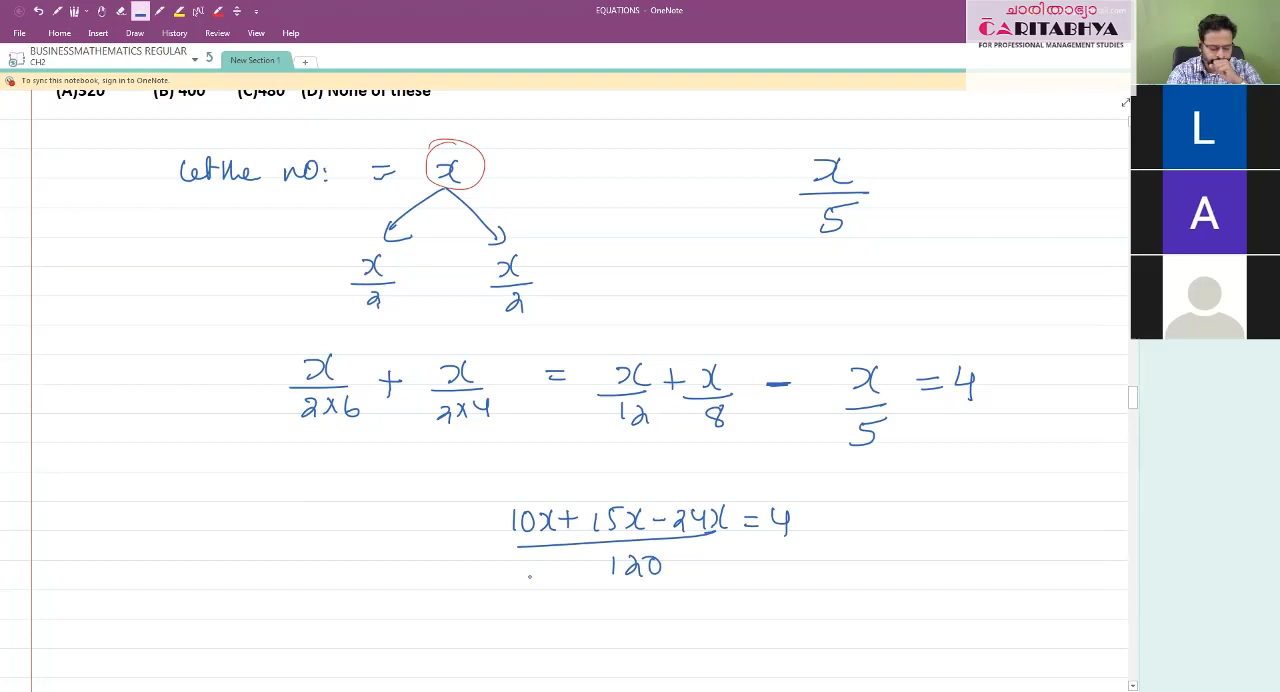 EQUATIONS - OneNote
File Home Insert Draw History Review View Help
ചാരിതാഭ്യാ
CARITABHYA
FOR PROFESSIONAL MANAGEMENT STUDIES
BUSINESSMATHEMATICS REGULAR
CH2
New Section 1
+
To sync this notebook, sign in to OneNote.
(A)320 (B) 400 (C)480 (D) None of these
Let the no: = x
x/5
x/2 x/2
x/(2×6) + x/(2×4) = x/12 + x/8 - x/5 = 4
(10x + 15x - 24x)/120 = 4
L
A